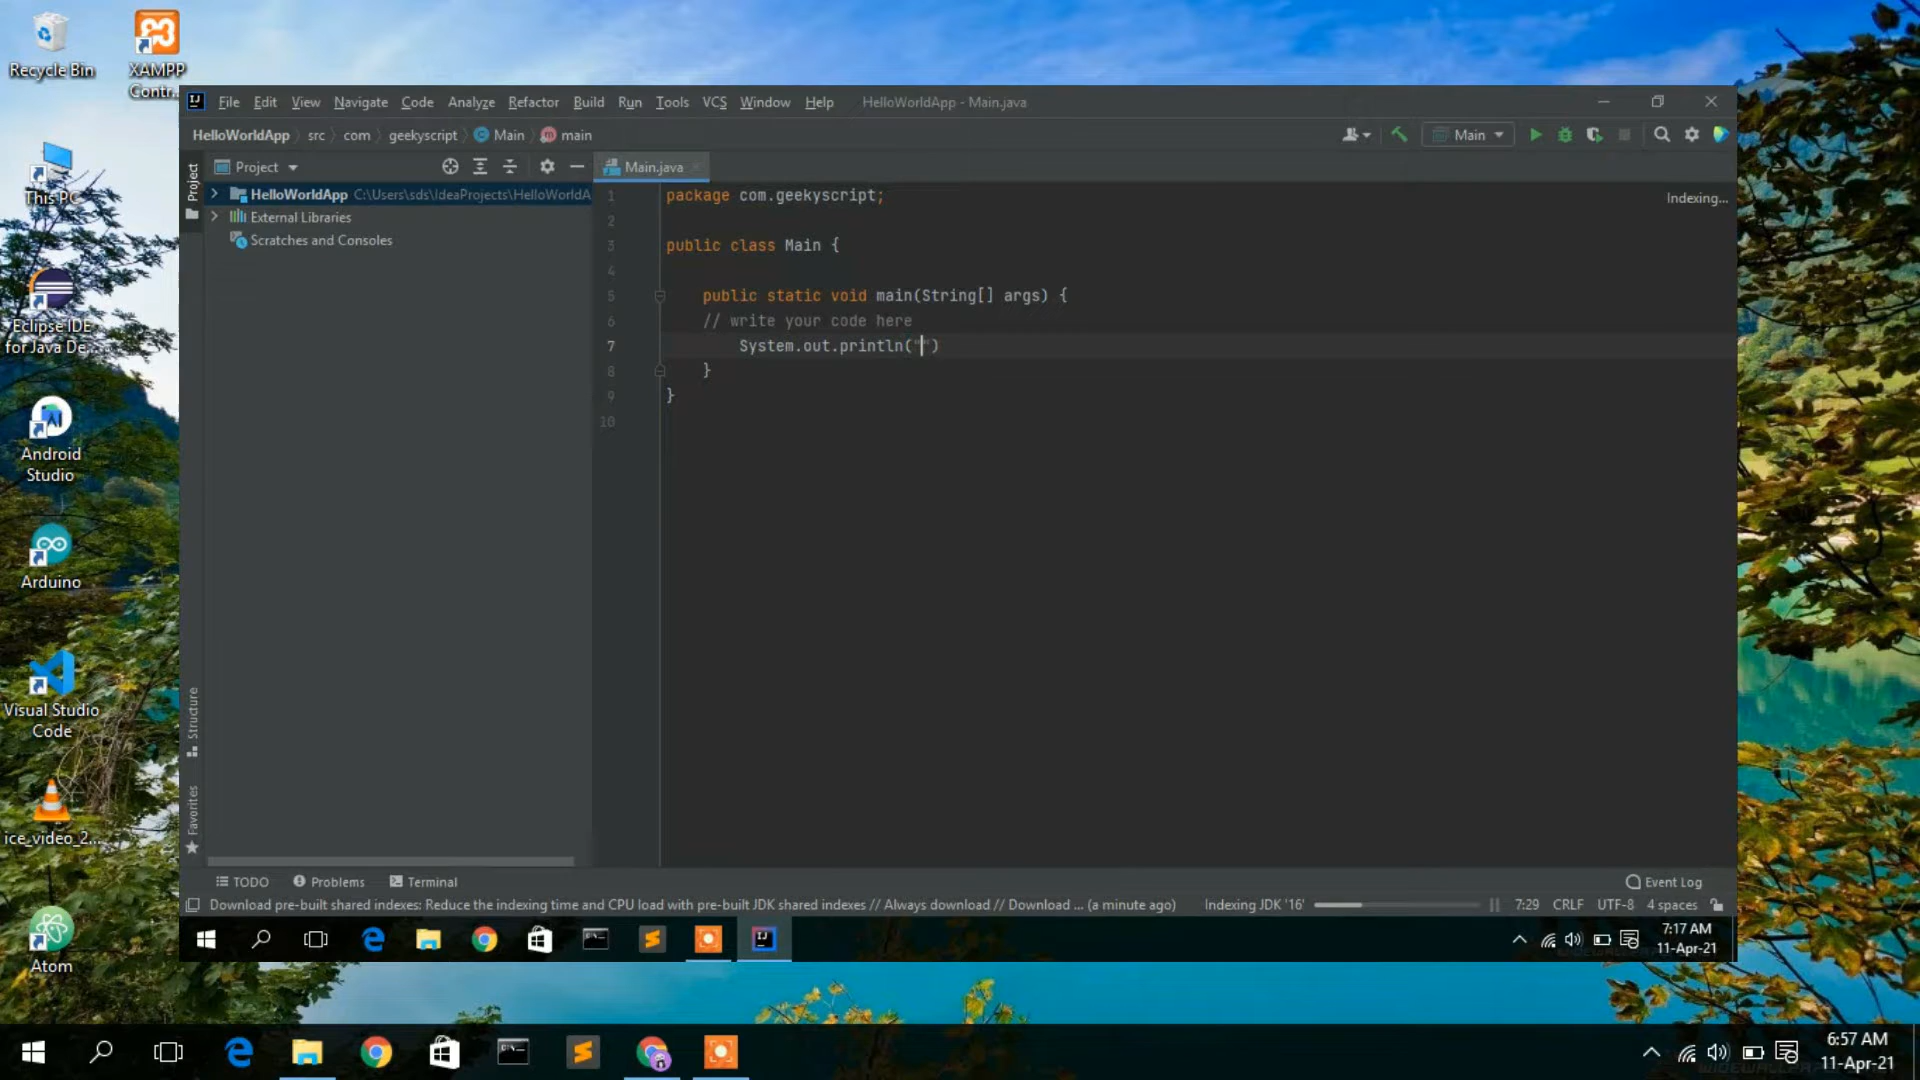 Recycle Bin
XAMPP
Contr...
This PC
Eclipse IDE
for Java De...
Android
Studio
Arduino
Visual Studio
Code
ice_video_2...
Atom
File Edit View Navigate Code Analyze Refactor Build Run Tools VCS Window Help HelloWorldApp - Main.java
HelloWorldApp src com geekyscript Main main
Main
Project
Project
Main.java
HelloWorldApp C:\Users\sds\IdeaProjects\HelloWorldA
External Libraries
Scratches and Consoles
Structure
Favorites
1 package com.geekyscript;
2
3 public class Main {
4
5 public static void main(String[] args) {
6 // write your code here
7 System.out.println("")
8 }
9 }
10
Indexing...
TODO Problems Terminal Event Log
Download pre-built shared indexes: Reduce the indexing time and CPU load with pre-built JDK shared indexes // Always download // Download ... (a minute ago) Indexing JDK '16' 7:29 CRLF UTF-8 4 spaces
7:17 AM
11-Apr-21
6:57 AM
11-Apr-21